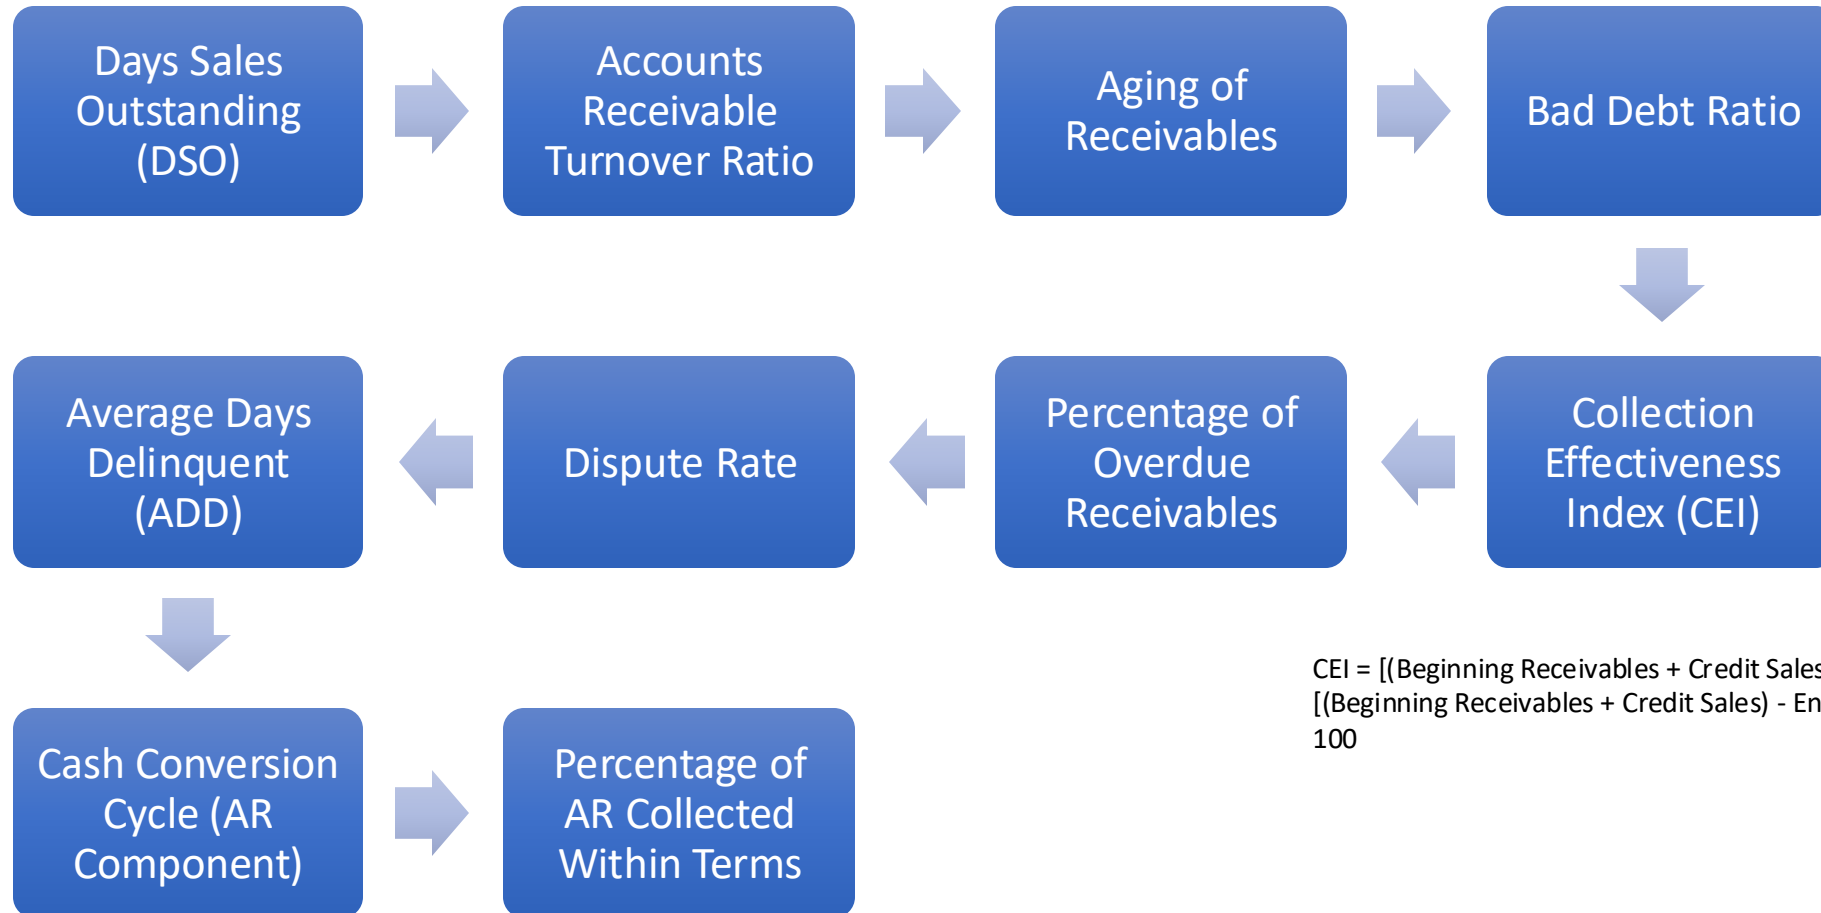 Days Sales
Outstanding
(DSO)
Accounts
Receivable
Turnover Ratio
Aging of
Receivables
Bad Debt Ratio
Collection
Effectiveness
Index (CEI)
Percentage of
Overdue
Receivables
Dispute Rate
Average Days
Delinquent
(ADD)
Cash Conversion
Cycle (AR
Component)
Percentage of
AR Collected
Within Terms
CEI = [(Beginning Receivables + Credit Sales
[(Beginning Receivables + Credit Sales) - En
100